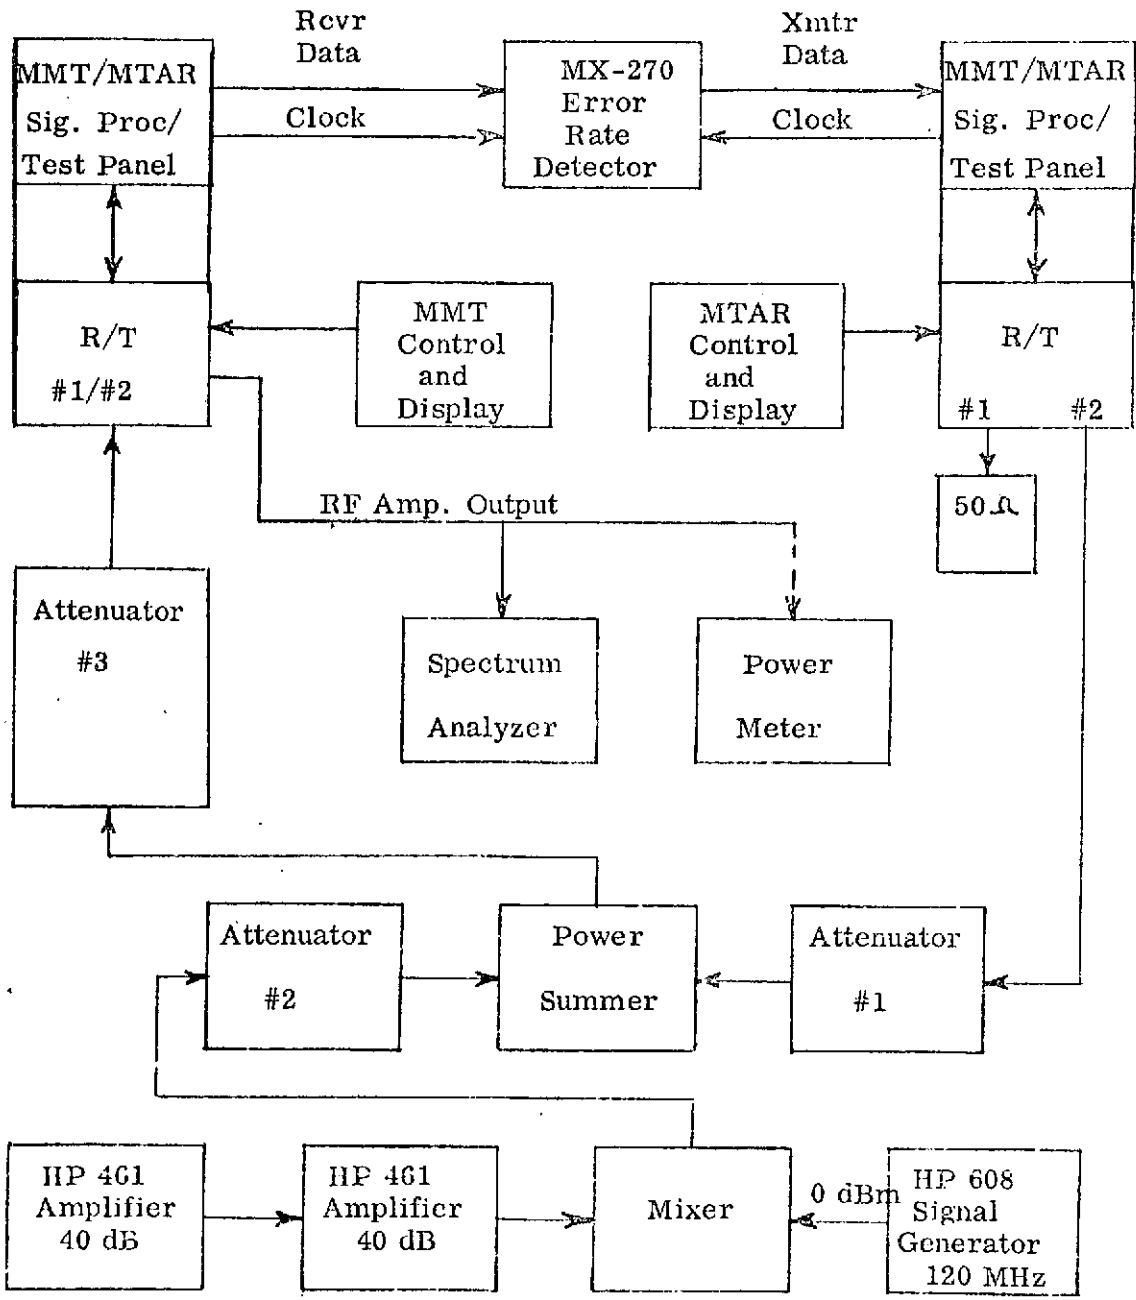 Rcvr
Data
Xmtr
Data
MMT/MTAR
Sig. Proc/
Test Panel
Clock
MX-270
Error
Rate
Detector
Clock
MMT/MTAR
Sig. Proc/
Test Panel
R/T
#1/#2
MMT
Control
and
Display
MTAR
Control
and
Display
R/T
#1 #2
50Ω
RF Amp. Output
Attenuator
#3
Spectrum
Analyzer
Power
Meter
Attenuator
#2
Power
Summer
Attenuator
#1
HP 461
Amplifier
40 dB
HP 461
Amplifier
40 dB
Mixer
0 dBm
HP 608
Signal
Generator
120 MHz